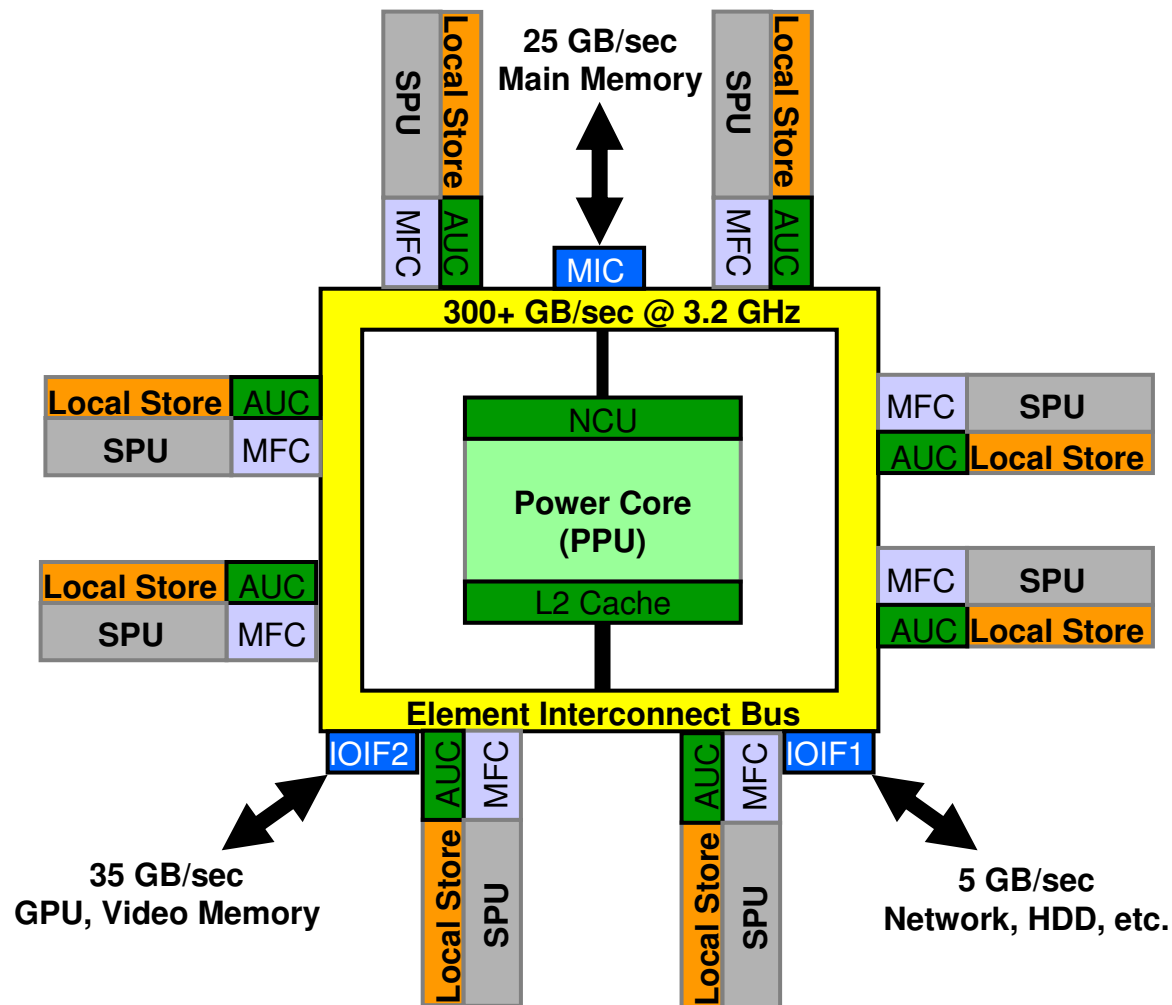 25 GB/sec
Main Memory
SPU
Local Store
MFC
AUC
SPU
Local Store
MFC
AUC
MIC
300+ GB/sec @ 3.2 GHz
Local Store
AUC
SPU
MFC
NCU
Power Core
(PPU)
L2 Cache
MFC
SPU
AUC
Local Store
Local Store
AUC
SPU
MFC
MFC
SPU
AUC
Local Store
Element Interconnect Bus
IOIF2
AUC
MFC
Local Store
SPU
AUC
MFC
Local Store
SPU
IOIF1
35 GB/sec
GPU, Video Memory
5 GB/sec
Network, HDD, etc.